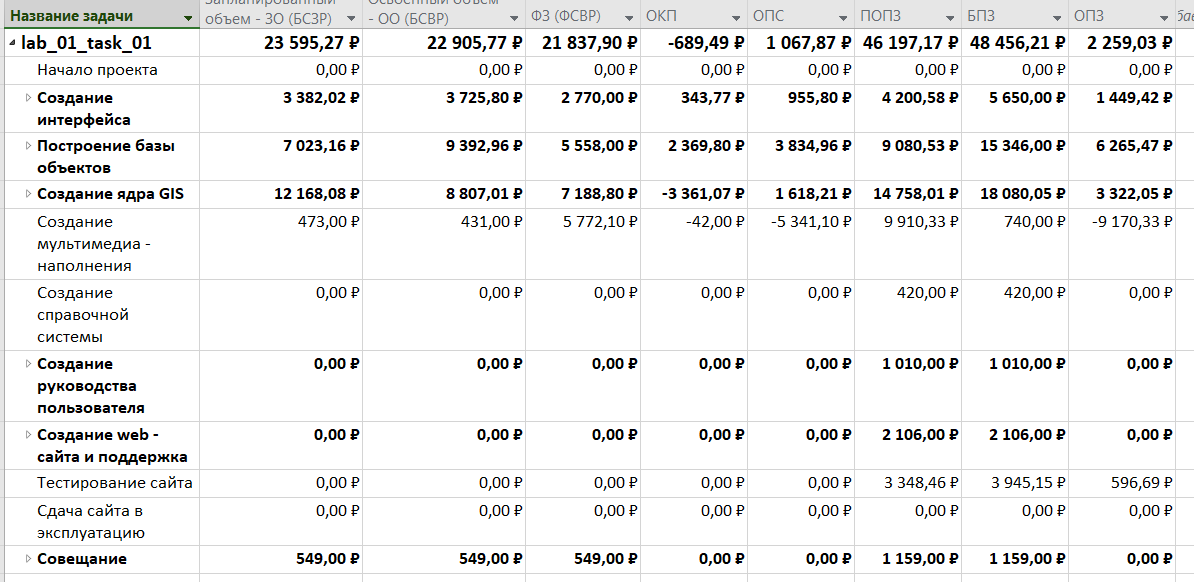 Название задачи Запланированный объем - ЗО (БСЗР) Освоенный объем - ОО (БСВР) ФЗ (ФСВР) ОКП ОПС ПОПЗ БПЗ ОПЗ
lab_01_task_01 23 595,27 ₽ 22 905,77 ₽ 21 837,90 ₽ -689,49 ₽ 1 067,87 ₽ 46 197,17 ₽ 48 456,21 ₽ 2 259,03 ₽
Начало проекта 0,00 ₽ 0,00 ₽ 0,00 ₽ 0,00 ₽ 0,00 ₽ 0,00 ₽ 0,00 ₽ 0,00 ₽
Создание 3 382,02 ₽ 3 725,80 ₽ 2 770,00 ₽ 343,77 ₽ 955,80 ₽ 4 200,58 ₽ 5 650,00 ₽ 1 449,42 ₽
интерфейса
Построение базы 7 023,16 ₽ 9 392,96 ₽ 5 558,00 ₽ 2 369,80 ₽ 3 834,96 ₽ 9 080,53 ₽ 15 346,00 ₽ 6 265,47 ₽
объектов
Создание ядра GIS 12 168,08 ₽ 8 807,01 ₽ 7 188,80 ₽ -3 361,07 ₽ 1 618,21 ₽ 14 758,01 ₽ 18 080,05 ₽ 3 322,05 ₽
Создание 473,00 ₽ 431,00 ₽ 5 772,10 ₽ -42,00 ₽ -5 341,10 ₽ 9 910,33 ₽ 740,00 ₽ -9 170,33 ₽
мультимедиа -
наполнения
Создание 0,00 ₽ 0,00 ₽ 0,00 ₽ 0,00 ₽ 0,00 ₽ 420,00 ₽ 420,00 ₽ 0,00 ₽
справочной
системы
Создание 0,00 ₽ 0,00 ₽ 0,00 ₽ 0,00 ₽ 0,00 ₽ 1 010,00 ₽ 1 010,00 ₽ 0,00 ₽
руководства
пользователя
Создание web - 0,00 ₽ 0,00 ₽ 0,00 ₽ 0,00 ₽ 0,00 ₽ 2 106,00 ₽ 2 106,00 ₽ 0,00 ₽
сайта и поддержка
Тестирование сайта 0,00 ₽ 0,00 ₽ 0,00 ₽ 0,00 ₽ 0,00 ₽ 3 348,46 ₽ 3 945,15 ₽ 596,69 ₽
Сдача сайта в 0,00 ₽ 0,00 ₽ 0,00 ₽ 0,00 ₽ 0,00 ₽ 0,00 ₽ 0,00 ₽ 0,00 ₽
эксплуатацию
Совещание 549,00 ₽ 549,00 ₽ 549,00 ₽ 0,00 ₽ 0,00 ₽ 1 159,00 ₽ 1 159,00 ₽ 0,00 ₽